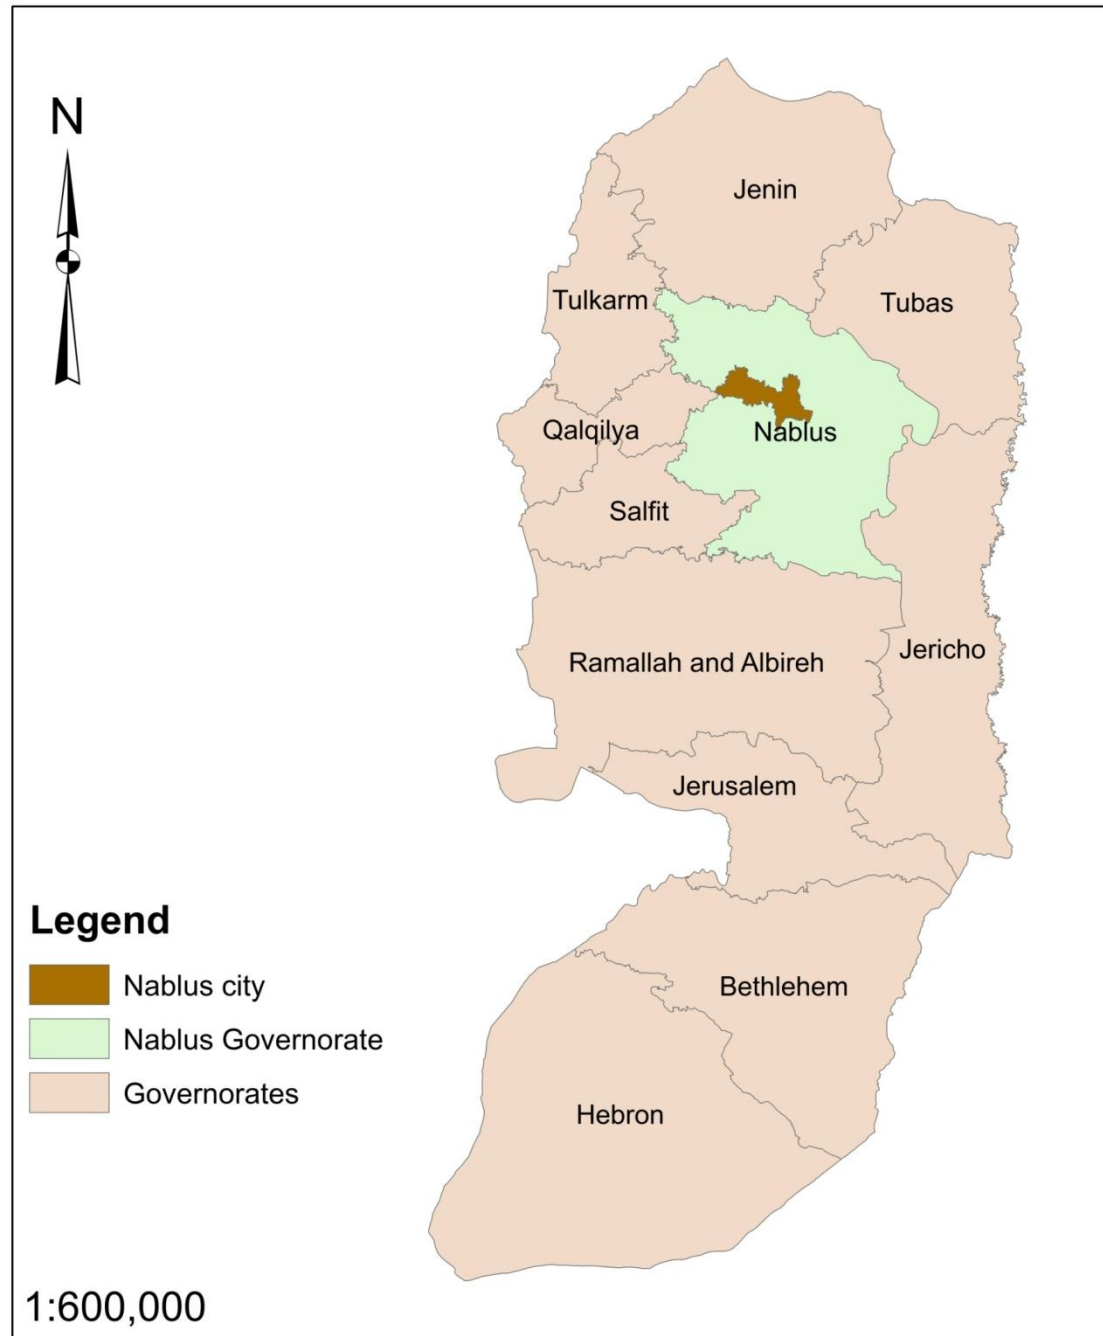 N
Jenin
Tulkarm
Tubas
Qalqilya
Nablus
Salfit
Ramallah and Albireh
Jericho
Jerusalem
Legend
Nablus city
Nablus Governorate
Governorates
Bethlehem
Hebron
1:600,000